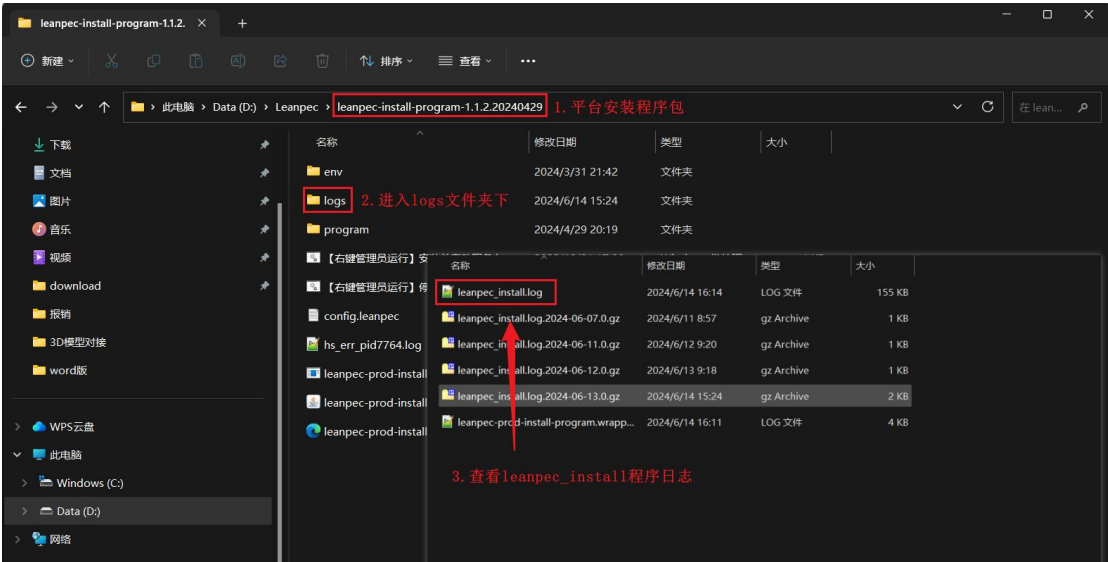 leanpec-install-program-1.1.2.
新建
排序
查看
此电脑 > Data (D:) > Leanpec > leanpec-install-program-1.1.2.20240429
1.平台安装程序包
在 lean...
下载
文档
图片
音乐
视频
download
报销
3D模型对接
word版
WPS云盘
此电脑
Windows (C:)
Data (D:)
网络
名称 修改日期 类型 大小
env 2024/3/31 21:42 文件夹
logs 2.进入logs文件夹下 2024/6/14 15:24 文件夹
program 2024/4/29 20:19 文件夹
【右键管理员运行】
【右键管理员运行】
config.leanpec
hs_err_pid7764.log
leanpec-prod-install
leanpec-prod-install
leanpec-prod-install
名称 修改日期 类型 大小
leanpec_install.log 2024/6/14 16:14 LOG 文件 155 KB
leanpec_install.log.2024-06-07.0.gz 2024/6/11 8:57 gz Archive 1 KB
leanpec_install.log.2024-06-11.0.gz 2024/6/12 9:20 gz Archive 1 KB
leanpec_install.log.2024-06-12.0.gz 2024/6/13 9:18 gz Archive 1 KB
leanpec_install.log.2024-06-13.0.gz 2024/6/14 15:24 gz Archive 2 KB
leanpec-prod-install-program.wrapp... 2024/6/14 16:11 LOG 文件 4 KB
3.查看leanpec_install程序日志